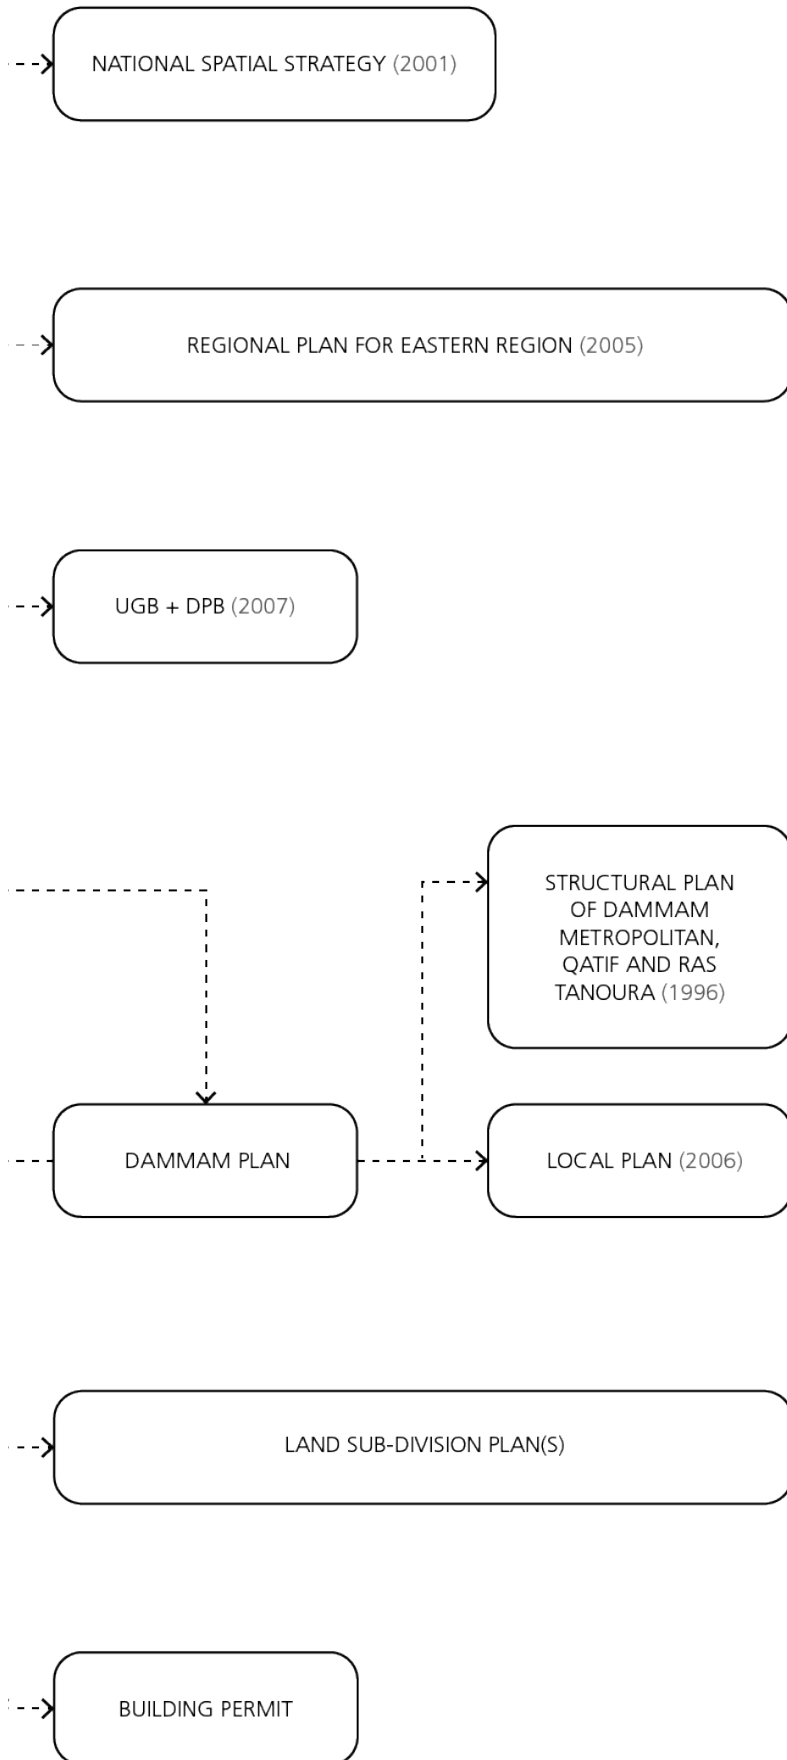 NATIONAL SPATIAL STRATEGY (2001)
REGIONAL PLAN FOR EASTERN REGION (2005)
UGB + DPB (2007)
STRUCTURAL PLAN
OF DAMMAM
METROPOLITAN,
QATIF AND RAS
TANOURA (1996)
DAMMAM PLAN
LOCAL PLAN (2006)
LAND SUB-DIVISION PLAN(S)
BUILDING PERMIT